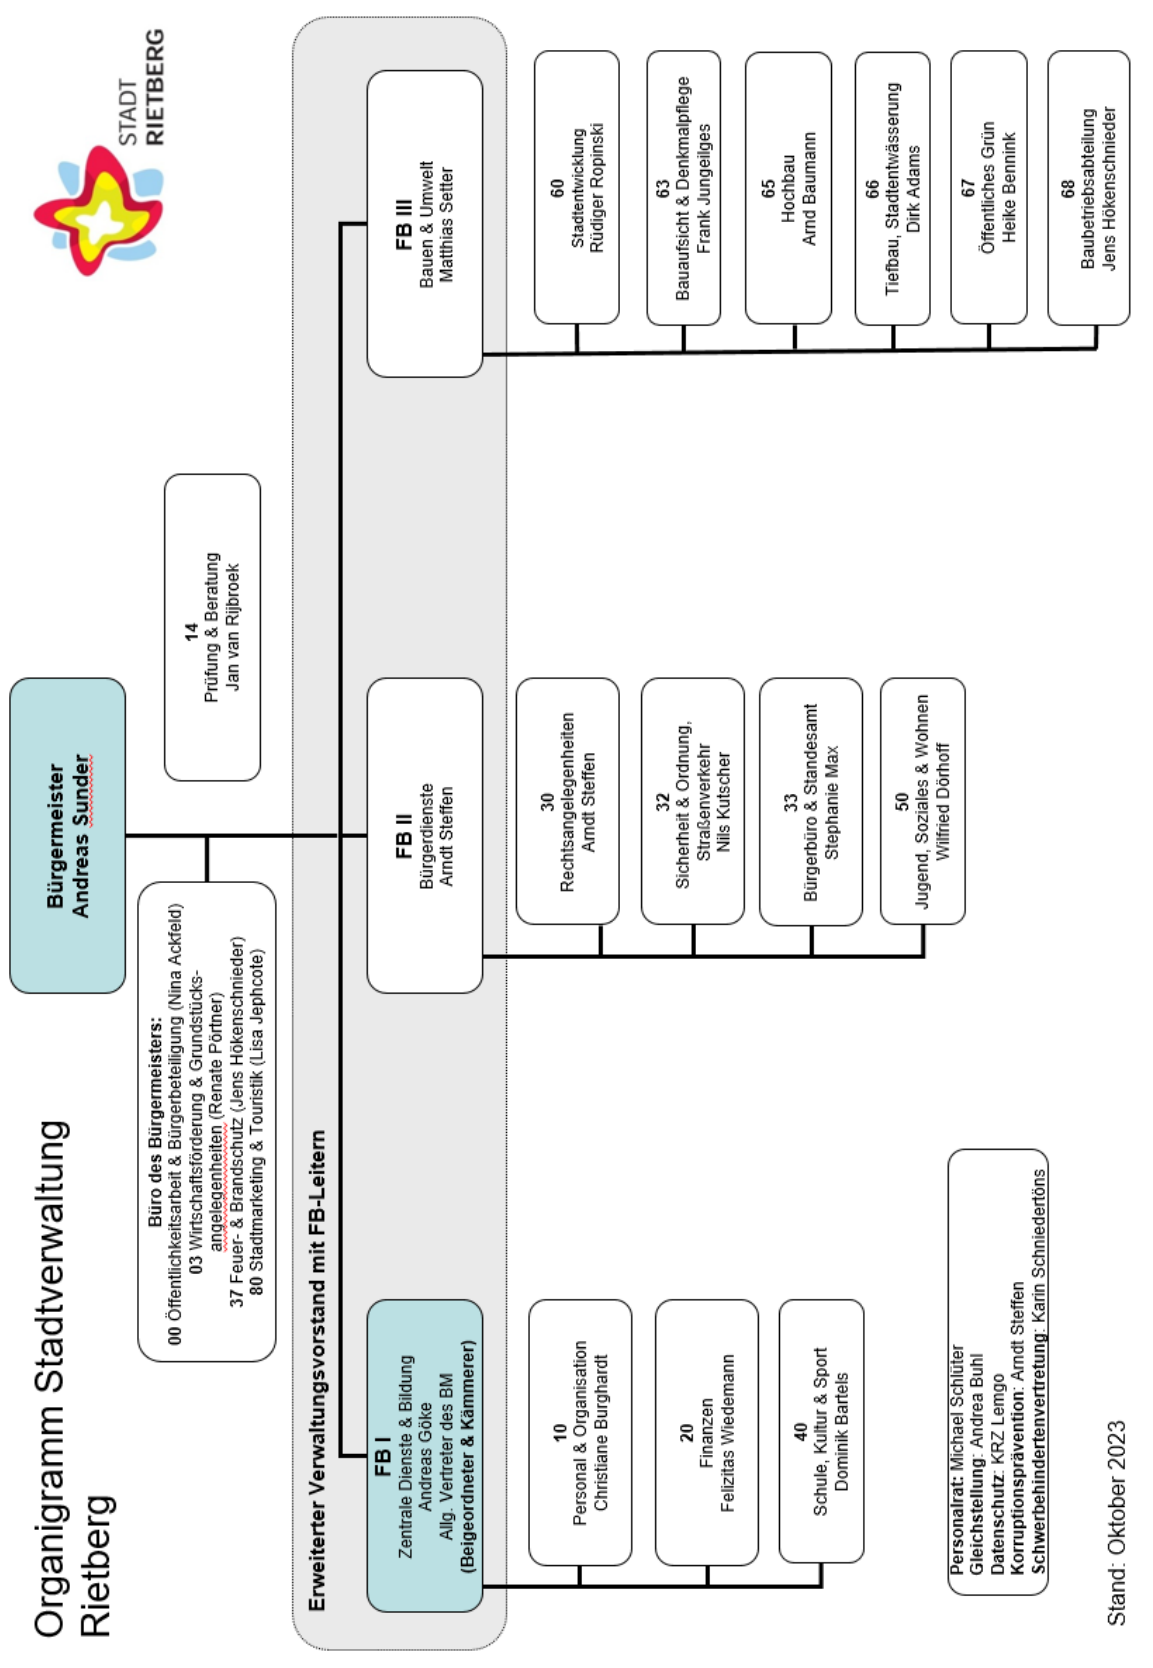 Organigramm Stadtverwaltung
Rietberg
STADT
RIETBERG
Bürgermeister
Andreas Sunder
14
Prüfung & Beratung
Jan van Rijbroek
Büro des Bürgermeisters:
00 Öffentlichkeitsarbeit & Bürgerbeteiligung (Nina Ackfeld)
03 Wirtschaftsförderung & Grundstücks-
angelegenheiten (Renate Pörtner)
37 Feuer- & Brandschutz (Jens Hökenschnieder)
80 Stadtmarketing & Touristik (Lisa Jephcote)
Erweiterter Verwaltungsvorstand mit FB-Leitern
FB I
Zentrale Dienste & Bildung
Andreas Göke
Allg. Vertreter des BM
(Beigeordneter & Kämmerer)
10
Personal & Organisation
Christiane Burghardt
20
Finanzen
Felizitas Wiedemann
40
Schule, Kultur & Sport
Dominik Bartels
FB II
Bürgerdienste
Arndt Steffen
30
Rechtsangelegenheiten
Arndt Steffen
32
Sicherheit & Ordnung,
Straßenverkehr
Nils Kutscher
33
Bürgerbüro & Standesamt
Stephanie Max
50
Jugend, Soziales & Wohnen
Wilfried Dörhoff
FB III
Bauen & Umwelt
Matthias Setter
60
Stadtentwicklung
Rüdiger Ropinski
63
Bauaufsicht & Denkmalpflege
Frank Jungeilges
65
Hochbau
Arnd Baumann
66
Tiefbau, Stadtentwässerung
Dirk Adams
67
Öffentliches Grün
Heike Bennink
68
Baubetriebsabteilung
Jens Hökenschnieder
Personalrat: Michael Schlüter
Gleichstellung: Andrea Buhl
Datenschutz: KRZ Lemgo
Korruptionsprävention: Arndt Steffen
Schwerbehindertenvertretung: Karin Schniedertöns
Stand: Oktober 2023